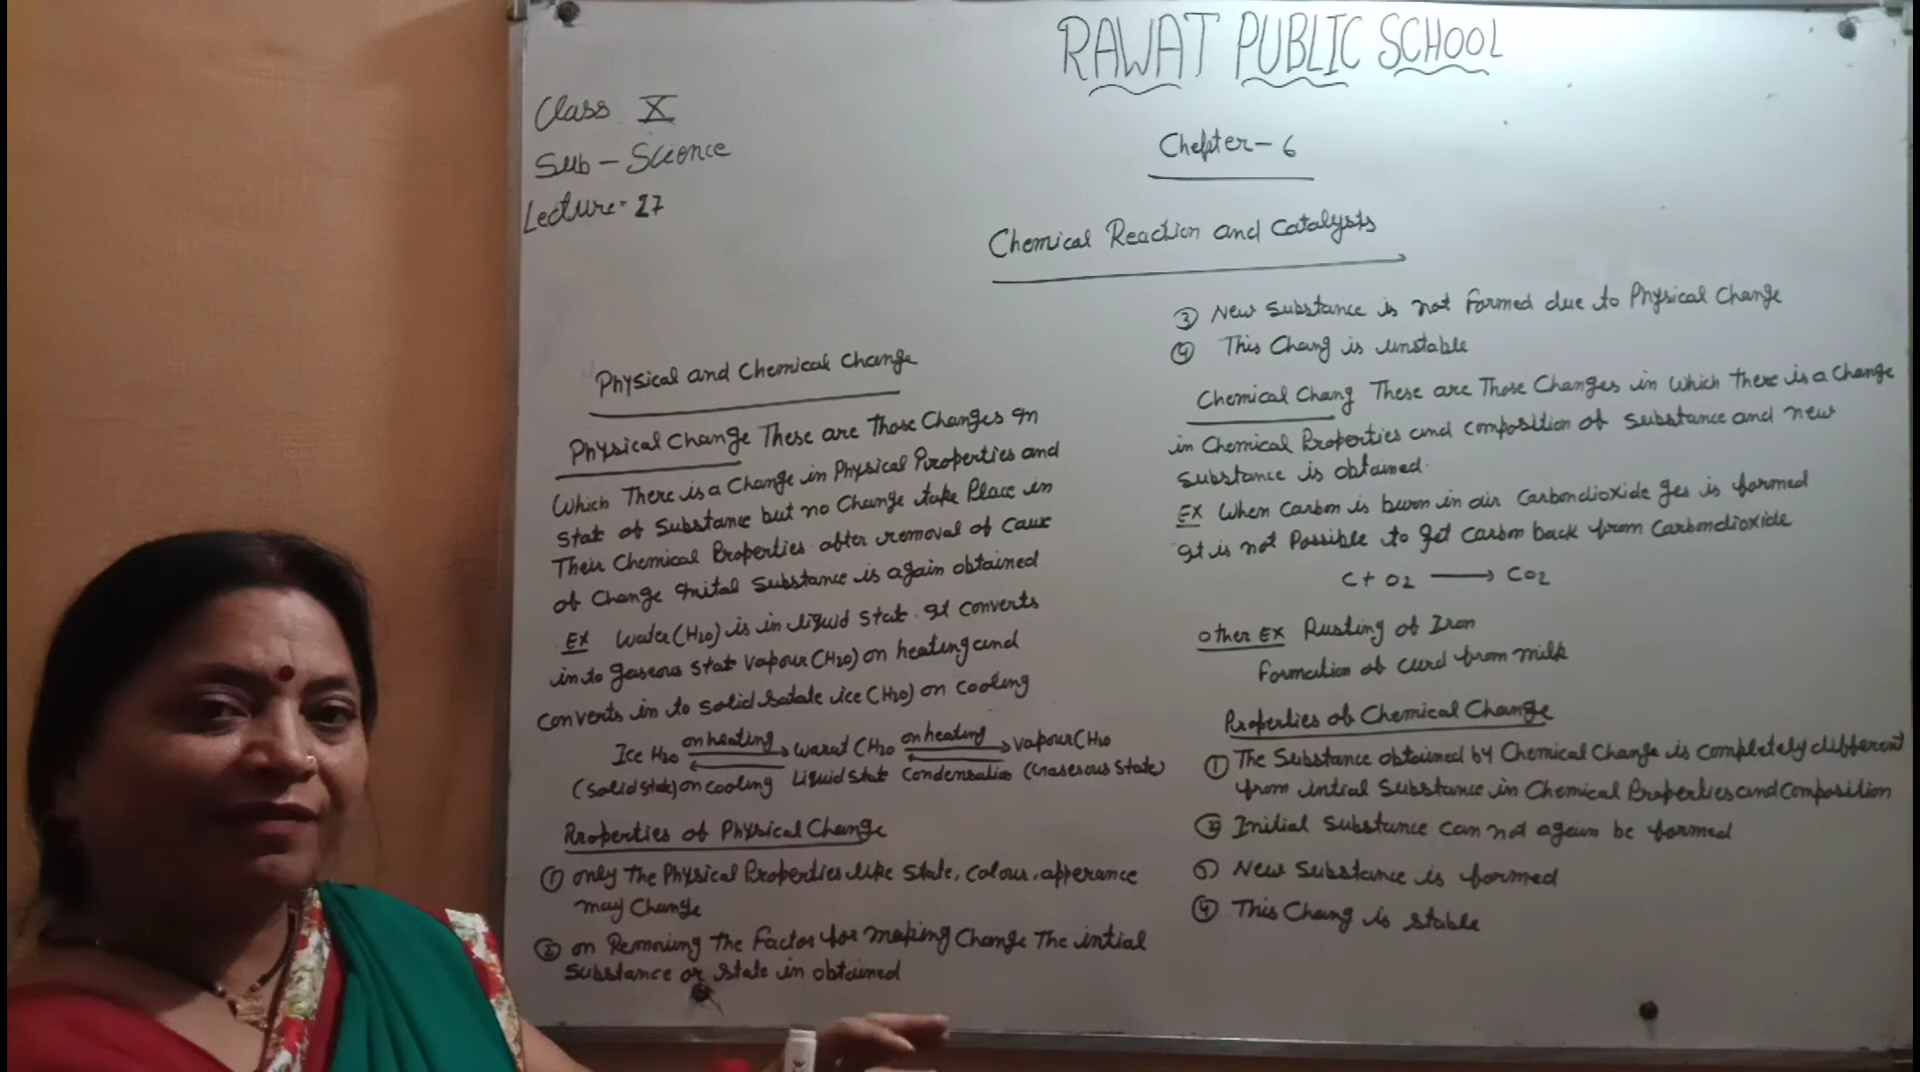 RAWAT PUBLIC SCHOOL
Class X
Sub - Science
Lecture - 27
Chepter - 6
Chemical Reaction and Catalysts
Physical and Chemical Change
Physical Change These are those Changes In
Which There is a Change in Physical Properties and
State of Substance but no Change take Place in
Their Chemical Properties after removal of Cause
of Change Inital Substance is again obtained
Ex Water (H2O) is in liquid State. It converts
in to gaseous state vapour (H2O) on heating and
converts in to solid satate ice (H2O) on cooling
Ice H2O on heating (H2O on heating vapour (H2O
(Solid State) on cooling Liquid State Condensation (Gaserous State)
Properties of Physical Change
① only The Physical Properties like State, colour, apperance
may Change
② on Remoning The Factor for making Change The intial
Substance or State in obtained
③ New Substance is not formed due to Physical Change
④ This Chang is unstable
Chemical Chang These are Those Changes in Which There is a Change
in Chemical Properties and composition of Substance and new
Substance is obtained.
Ex When Carbon is burn in air Carbondioxide ges is formed
It is not Possible to get carbon back from Carbondioxide
C + O2 ⟶ CO2
other Ex Rusting of Iron
Formation of curd from milk
Properties of Chemical Change
① The Substance obtained by Chemical Change is completely different
from intial Substance in Chemical Properties and Composition
② Initial Substance can not again be formed
③ New Substance is formed
④ This Chang is stable